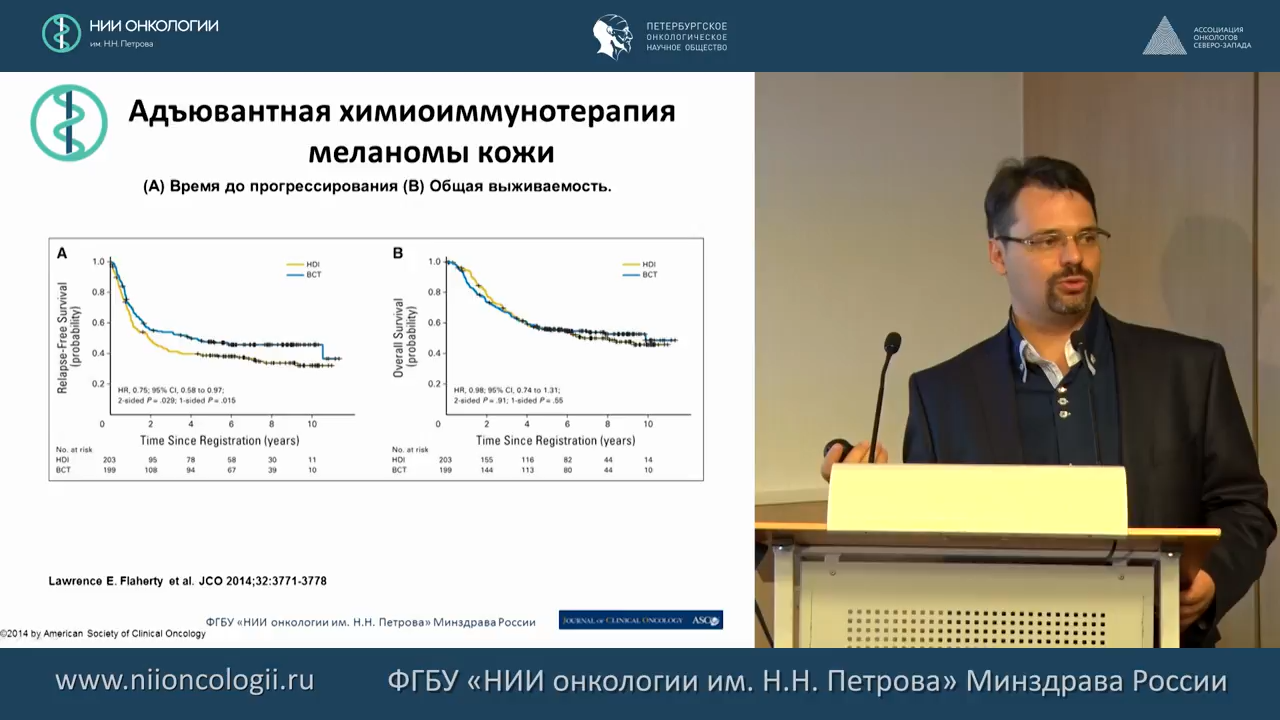 НИИ ОНКОЛОГИИ
им. Н.Н. Петрова
ПЕТЕРБУРГСКОЕ
ОНКОЛОГИЧЕСКОЕ
НАУЧНОЕ ОБЩЕСТВО
АССОЦИАЦИЯ
ОНКОЛОГОВ
СЕВЕРО-ЗАПАДА
Адъювантная химиоиммунотерапия
меланомы кожи
(A) Время до прогрессирования (B) Общая выживаемость.
A
Relapse-Free Survival
(probability)
1.0
0.8
0.6
0.4
0.2
HDI
BCT
HR, 0.75; 95% CI, 0.58 to 0.97;
2-sided P = .029; 1-sided P = .015
0 2 4 6 8 10
Time Since Registration (years)
No. at risk
HDI 203 95 78 58 30 11
BCT 199 108 94 67 39 10
B
Overall Survival
(probability)
1.0
0.8
0.6
0.4
0.2
HDI
BCT
HR, 0.98; 95% CI, 0.74 to 1.31;
2-sided P = .91; 1-sided P = .55
0 2 4 6 8 10
Time Since Registration (years)
No. at risk
HDI 203 155 116 82 44 14
BCT 199 144 113 80 44 10
Lawrence E. Flaherty et al. JCO 2014;32:3771-3778
ФГБУ «НИИ онкологии им. Н.Н. Петрова» Минздрава России
JOURNAL OF CLINICAL ONCOLOGY ASCO
©2014 by American Society of Clinical Oncology
www.niioncologii.ru
ФГБУ «НИИ онкологии им. Н.Н. Петрова» Минздрава России